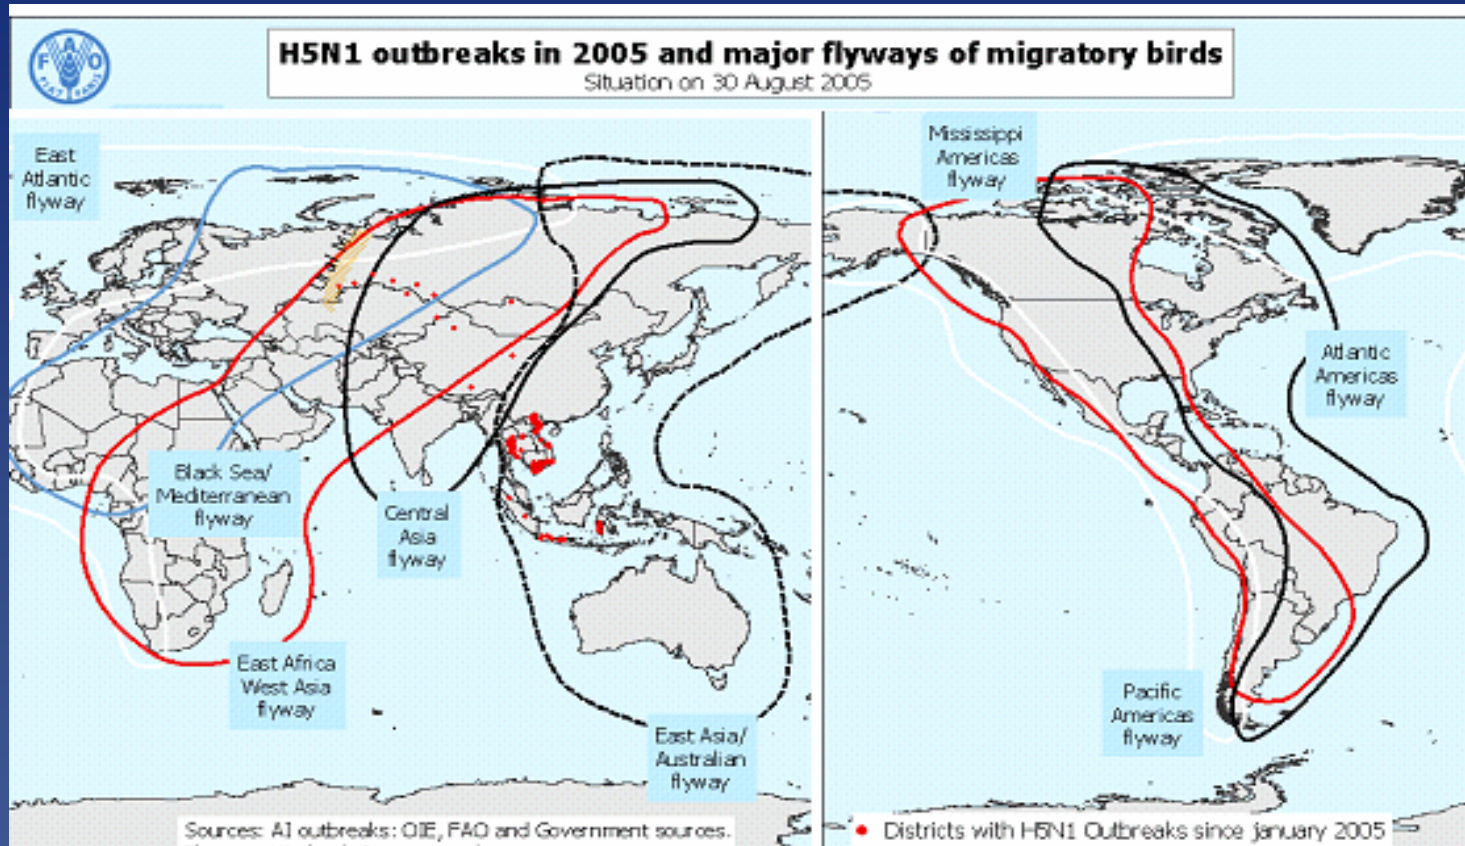 H5N1 outbreaks in 2005 and major flyways of migratory birds
Situation on 30 August 2005
F A O
FIAT PANIS
East
Atlantic
flyway
Mississippi
Americas
flyway
Atlantic
Americas
flyway
Black Sea/
Mediterranean
flyway
Central
Asia
flyway
East Africa
West Asia
flyway
East Asia/
Australian
flyway
Pacific
Americas
flyway
Sources: AI outbreaks: OIE, FAO and Government sources.
Districts with H5N1 Outbreaks since january 2005